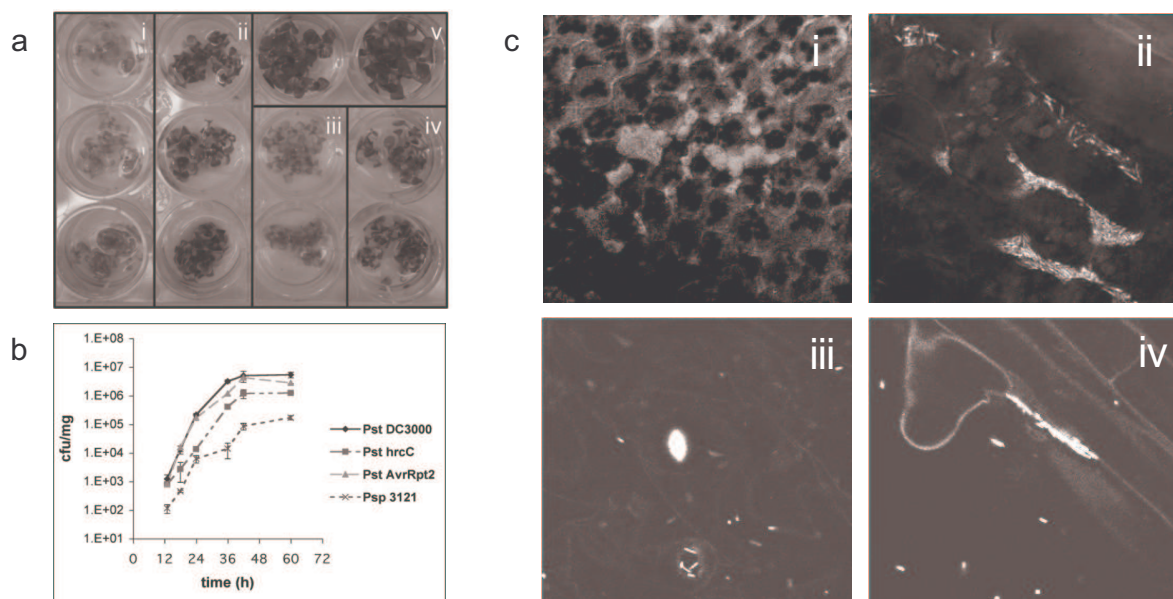 a
i
ii
v
iii
iv
b
1.E+08
1.E+07
1.E+06
1.E+05
1.E+04
1.E+03
1.E+02
1.E+01
cfu/mg
0
12
24
36
48
60
72
time (h)
Pst DC3000
Pst hrcC
Pst AvrRpt2
Psp 3121
c
i
ii
iii
iv